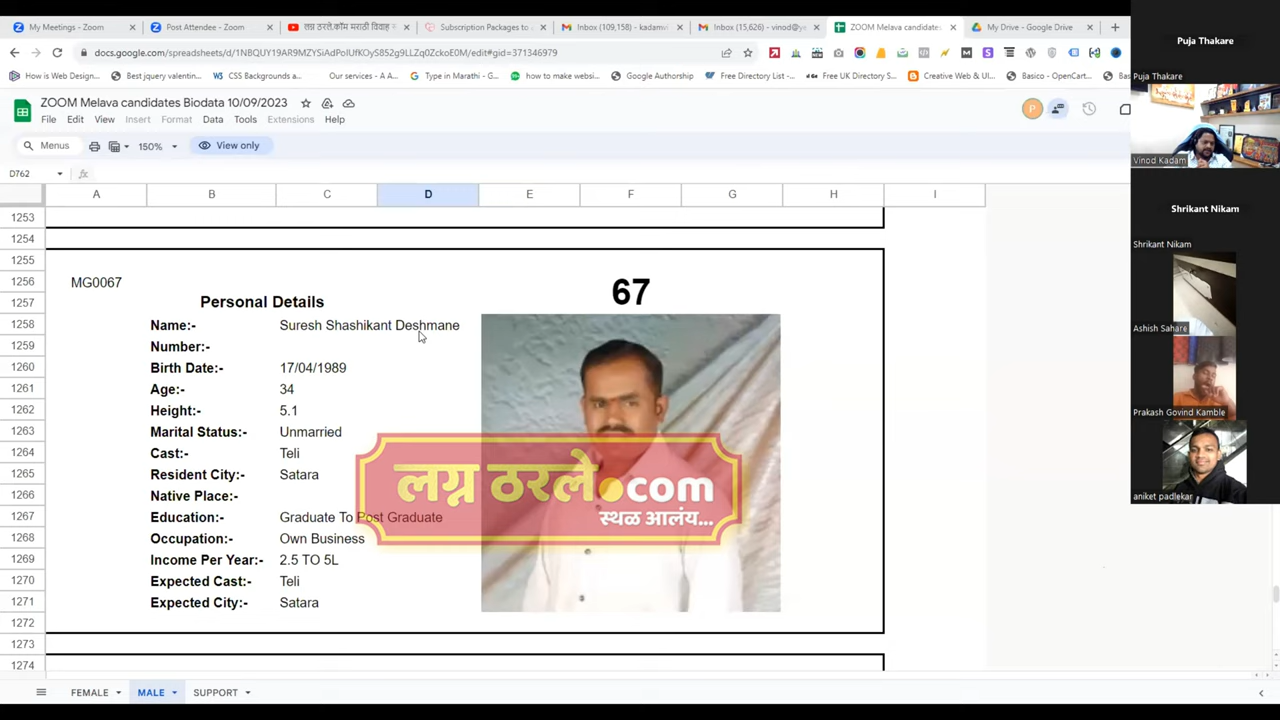 My Meetings - Zoom
Post Attendee - Zoom
लग्न ठरले.कॉम मराठी विवाह
Subscription Packages to
Inbox (109,158) - kadamvi
Inbox (15,626) - vinod@ye
ZOOM Melava candidates
My Drive - Google Drive
docs.google.com/spreadsheets/d/1NBQUY19AR9MZYSiAdPolUfKOyS852g9LLZq0ZckoE0M/edit#gid=371346979
How is Web Design...
Best jquery valentin...
CSS Backgrounds a...
Our services - A A...
Type in Marathi - G...
how to make websi...
Google Authorship
Free Directory List -...
Free UK Directory S...
Creative Web & UI...
Basico - OpenCart...
Bas
ZOOM Melava candidates Biodata 10/09/2023
File Edit View Insert Format Data Tools Extensions Help
Menus 150% View only
D762 fx
A B C D E F G H I
1253
1254
1255
1256 MG0067 67
1257 Personal Details
1258 Name:- Suresh Shashikant Deshmane
1259 Number:-
1260 Birth Date:- 17/04/1989
1261 Age:- 34
1262 Height:- 5.1
1263 Marital Status:- Unmarried
1264 Cast:- Teli
1265 Resident City:- Satara
1266 Native Place:-
1267 Education:- Graduate To Post Graduate
1268 Occupation:- Own Business
1269 Income Per Year:- 2.5 TO 5L
1270 Expected Cast:- Teli
1271 Expected City:- Satara
1272
1273
1274
लग्न ठरले.com
स्थळ आलंय...
FEMALE MALE SUPPORT
P
Puja Thakare
Puja Thakare
Vinod Kadam
Shrikant Nikam
Shrikant Nikam
Ashish Sahare
Prakash Govind Kamble
aniket padlekar